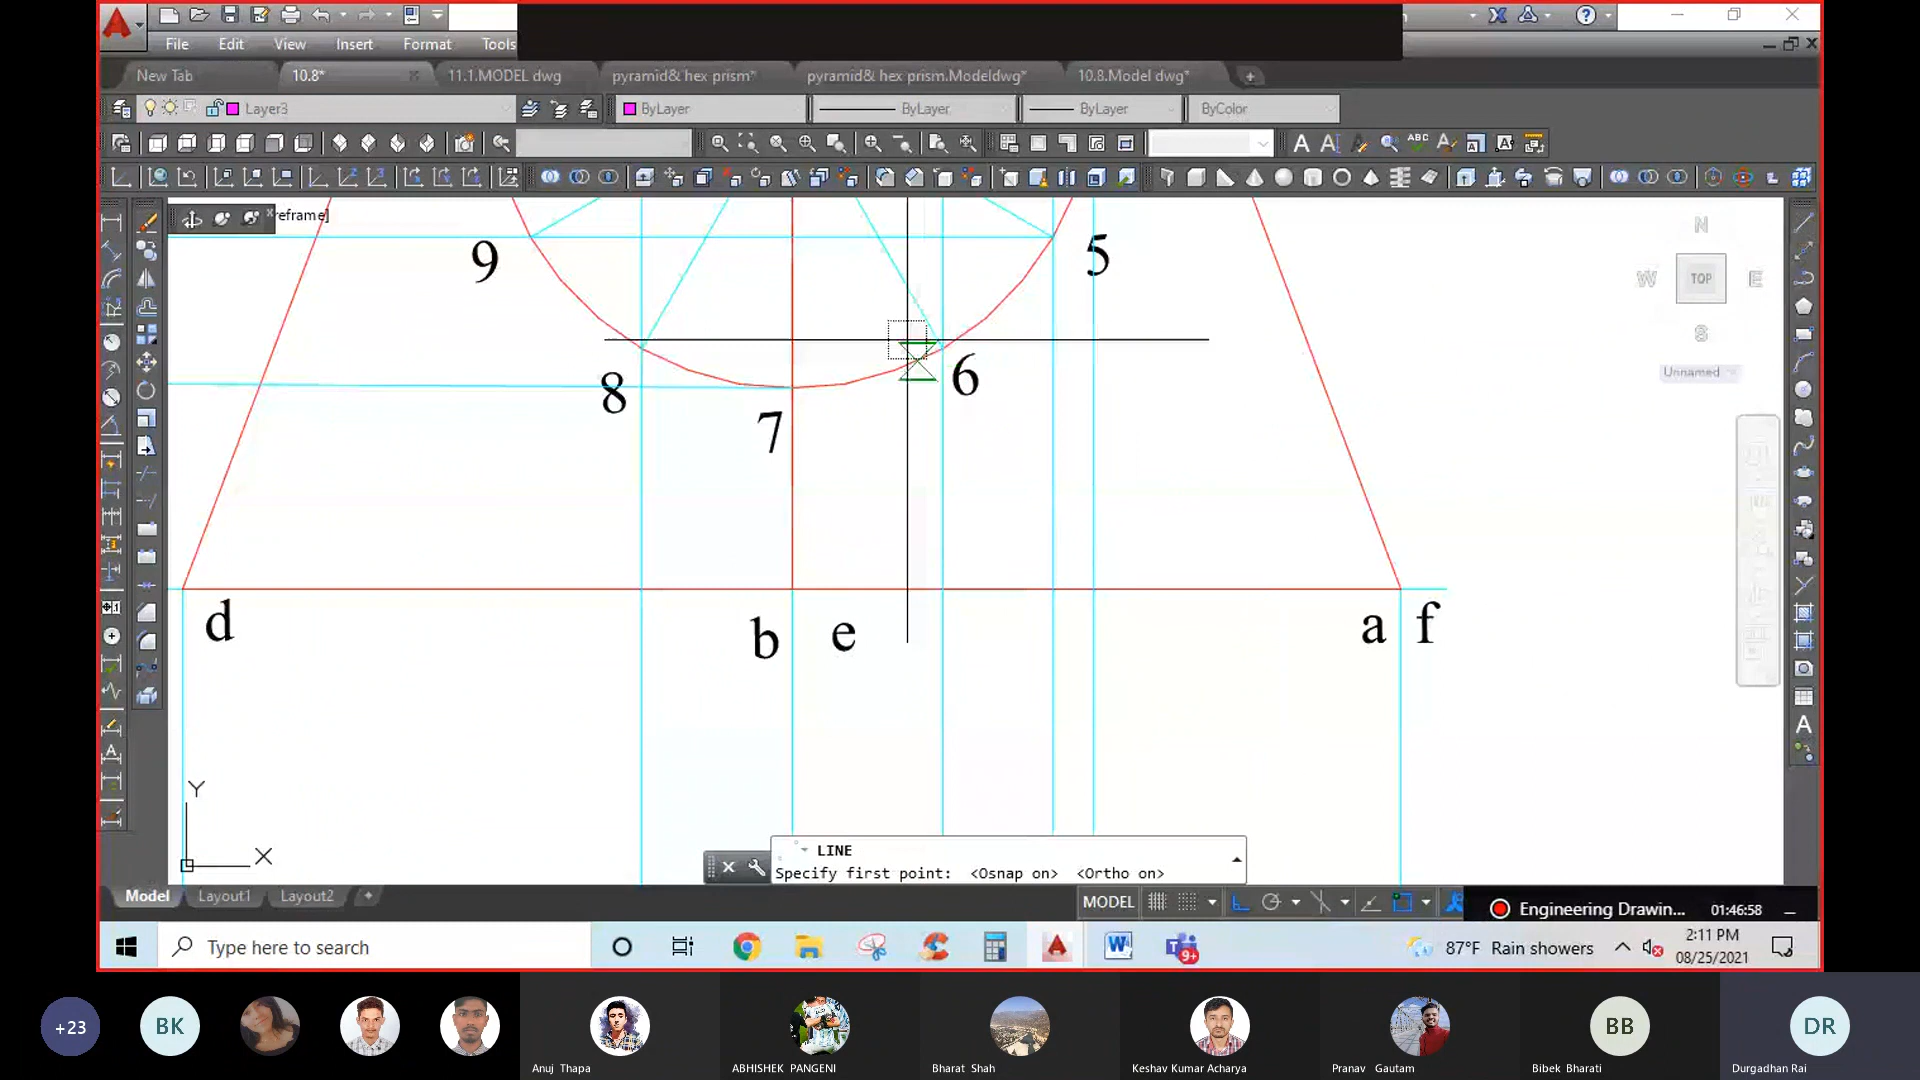 File Edit View Insert Format Tools
New Tab 10.8* 11.1.MODEL dwg pyramid& hex prism* pyramid& hex prism.Modeldwg* 10.8.Model dwg*
Layer3 ByLayer ByLayer ByLayer ByColor
reframe]
N
W TOP E
S
Unnamed
9 5
8 6
7
d b e a f
Y
X
LINE
Specify first point: <Osnap on> <Ortho on>
Model Layout1 Layout2
MODEL
Engineering Drawin... 01:46:58
Type here to search
9+
87°F Rain showers
2:11 PM
08/25/2021
+23 BK BB DR
Anuj Thapa ABHISHEK PANGENI Bharat Shah Keshav Kumar Acharya Pranav Gautam Bibek Bharati Durgadhan Rai